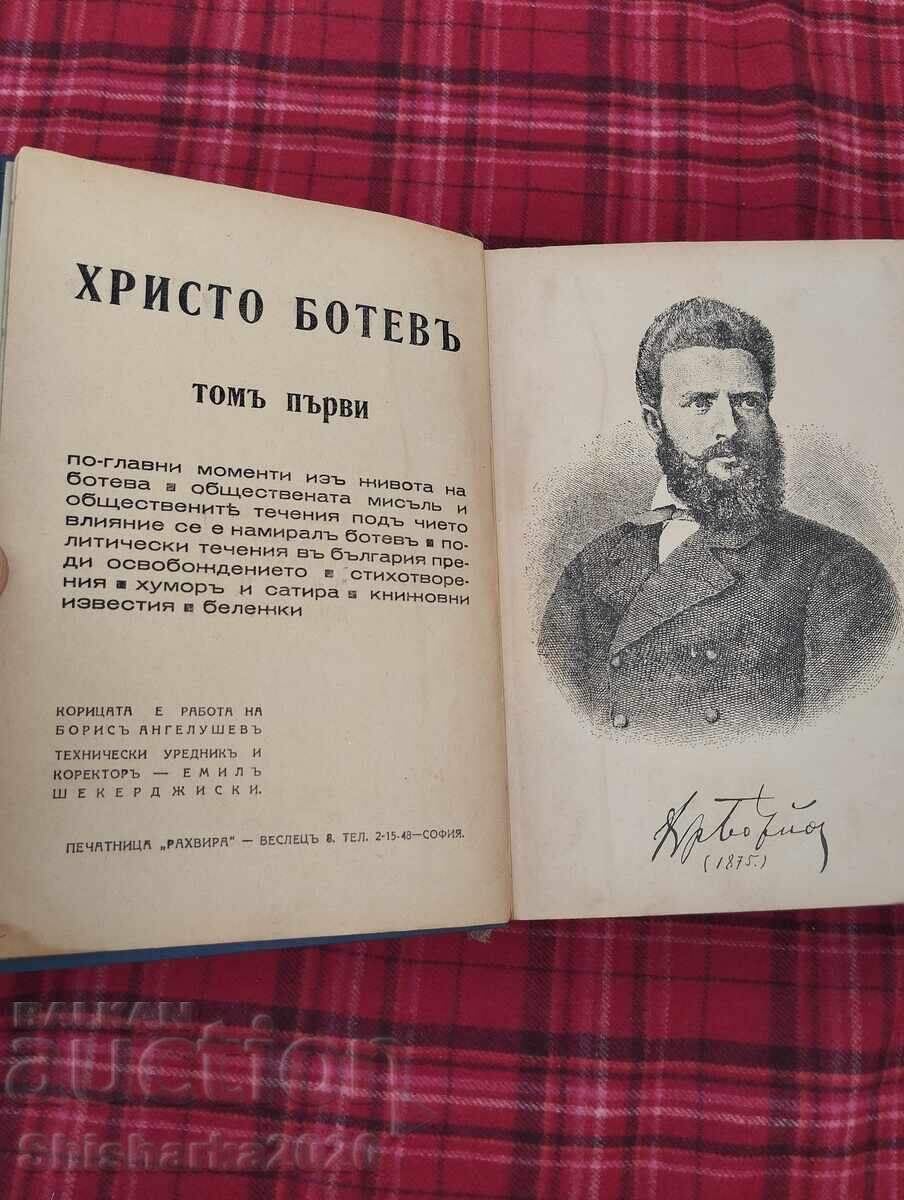 ХРИСТО БОТЕВЪ
ТОМЪ ПЪРВИ
по-главни моменти изъ живота на
ботева ▪ обществената мисъль и
общественитѣ течения подъ чието
влияние се е намиралъ ботевъ ▪ по-
литически течения въ българия пре-
ди освобождението ▪ стихотворе-
ния ▪ хуморъ и сатира ▪ книжовни
известия ▪ бележки
КОРИЦАТА Е РАБОТА НА
БОРИСЪ АНГЕЛУШЕВЪ
ТЕХНИЧЕСКИ УРЕДНИКЪ И
КОРЕКТОРЪ — ЕМИЛЪ
ШЕКЕРДЖИСКИ.
ПЕЧАТНИЦА „РАХВИРА" — ВЕСЛЕЦЪ 8. ТЕЛ. 2-15-48—СОФИЯ.
(1875.)
BALKAN
auction
Shisharka2020